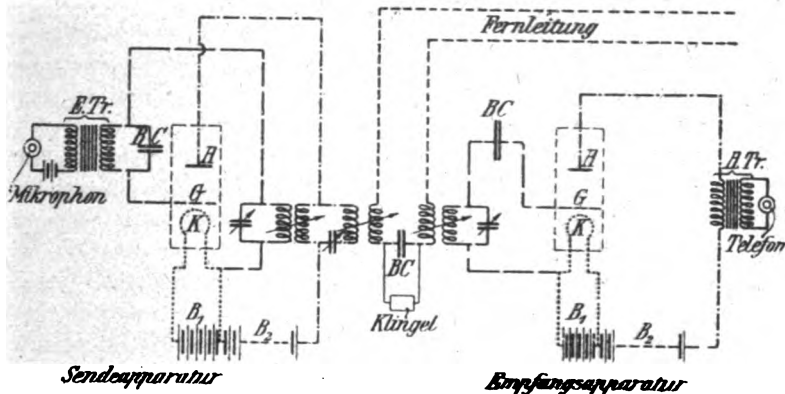 Fernleitung
E.Tr.
BC
BC
A
A
A.Tr.
Mikrophon
G
G
K
K
BC
Telefon
B1
B2
Klingel
B1
B2
Sendeapparatur
Empfangsapparatur